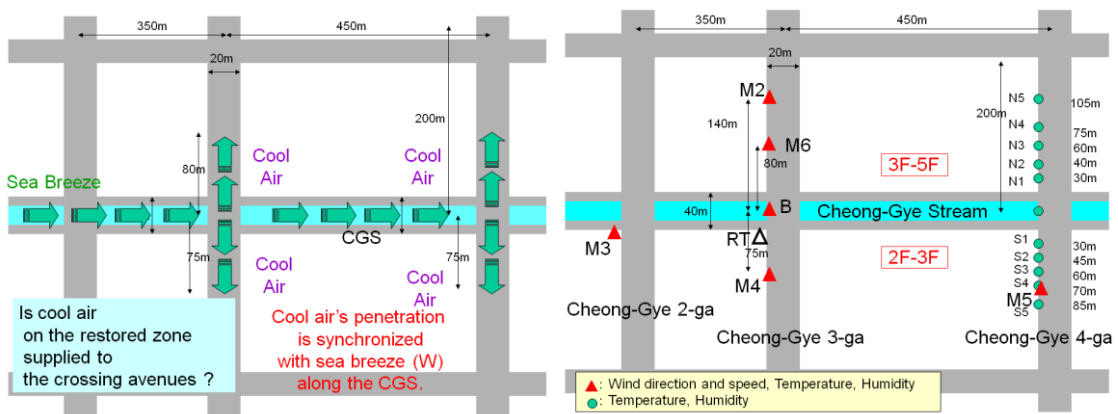 350m
450m
20m
200m
80m
Cool
Air
Cool
Air
Sea Breeze
CGS
75m
75m
Cool
Air
Cool
Air
Is cool air
on the restored zone
supplied to
the crossing avenues ?
Cool air's penetration
is synchronized
with sea breeze (W)
along the CGS.
350m
450m
20m
M2
140m
M6
80m
200m
N5
105m
N4
75m
N3
60m
N2
40m
N1
30m
3F-5F
40m
B
Cheong-Gye Stream
M3
RT
75m
2F-3F
M4
S1
30m
S2
45m
S3
60m
S4
70m
M5
S5
85m
Cheong-Gye 2-ga
Cheong-Gye 3-ga
Cheong-Gye 4-ga
: Wind direction and speed, Temperature, Humidity
: Temperature, Humidity